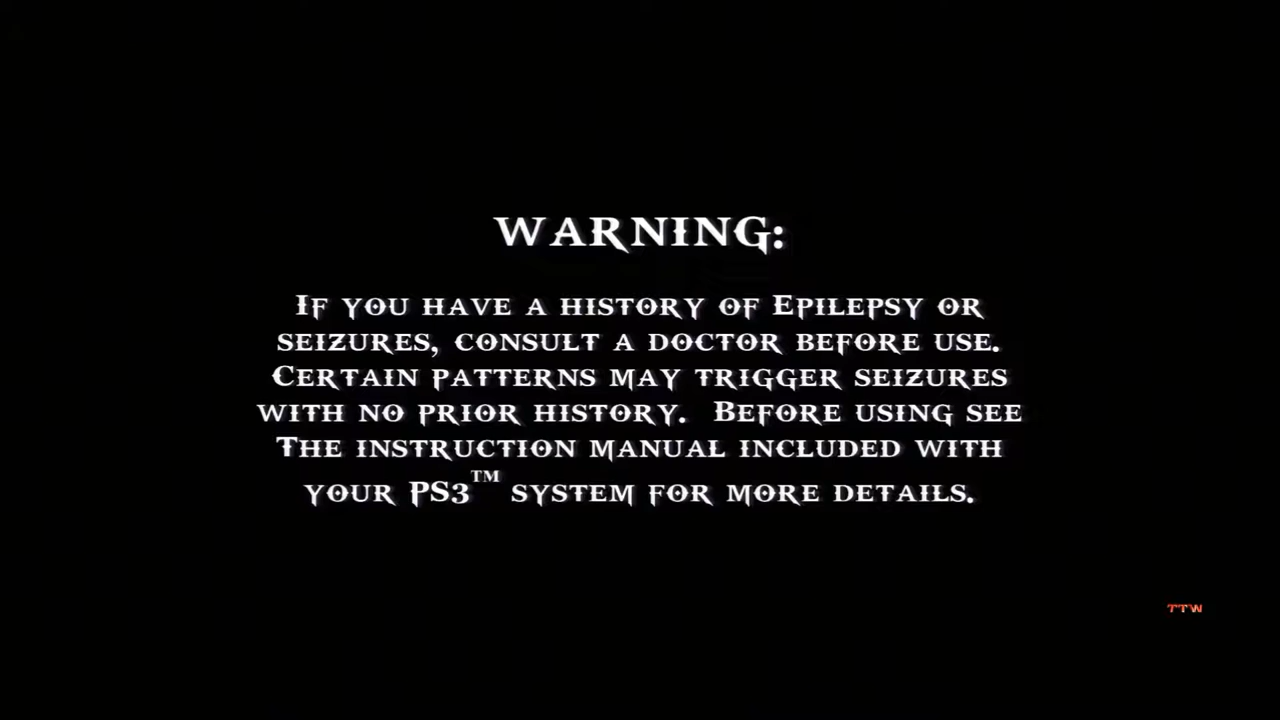 WARNING:
If you have a history of Epilepsy or
seizures, consult a doctor before use.
Certain patterns may trigger seizures
with no prior history.  Before using see
The instruction manual included with
your PS3™ system for more details.
TTW